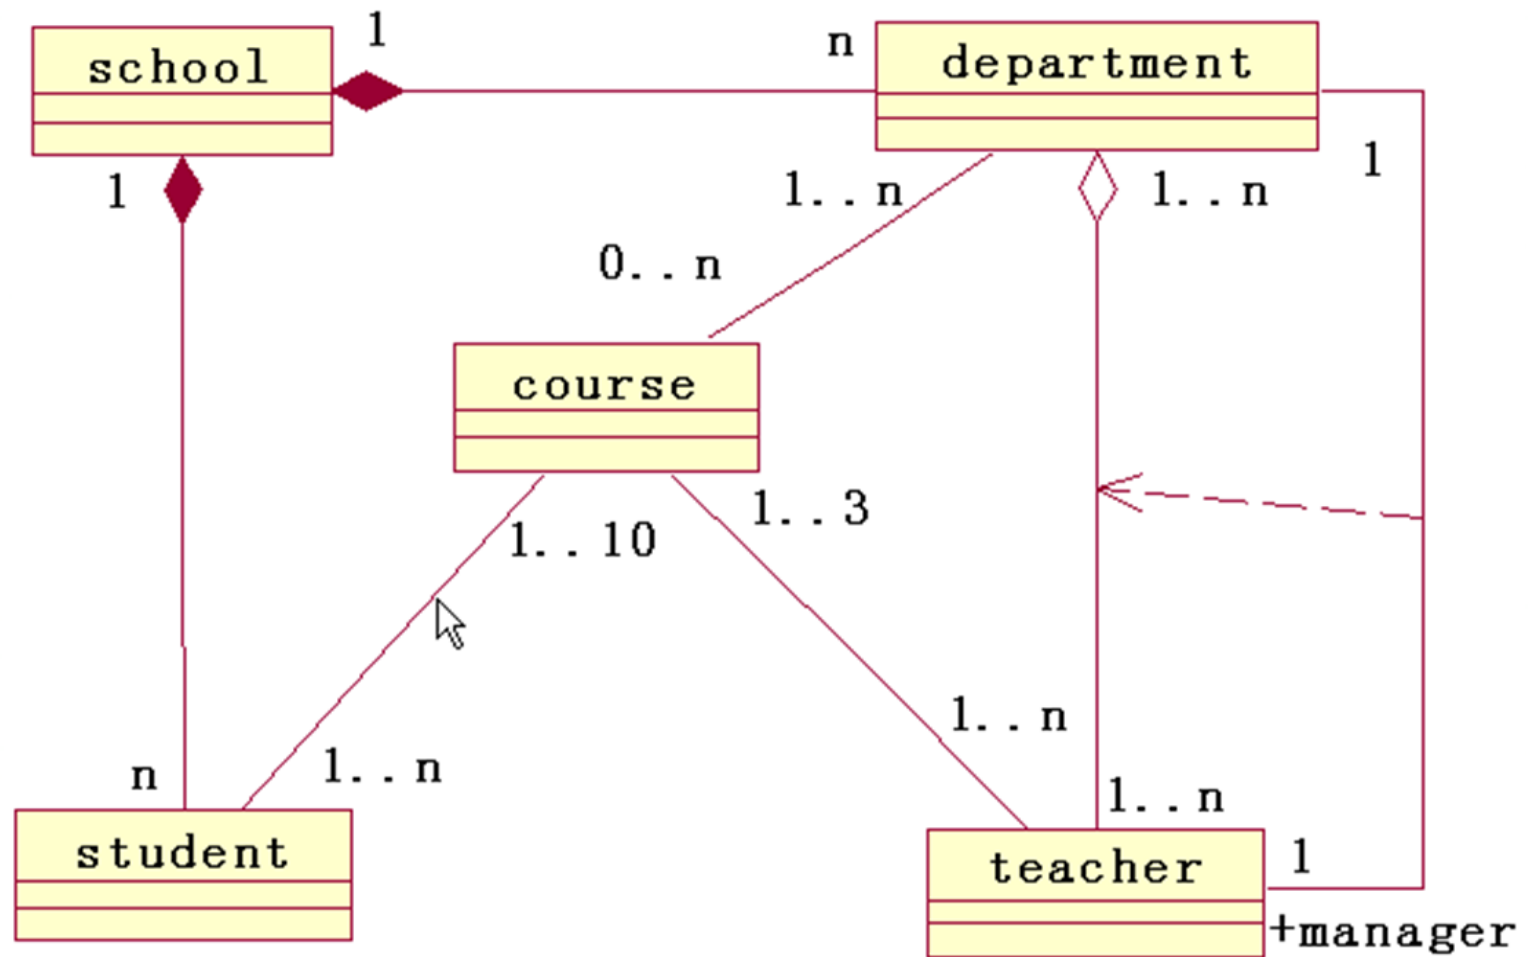 1
n
school
department
1
1..n
1..n
1
0..n
course
1..3
1..10
1..n
n
1..n
1..n
student
teacher
1
+manager